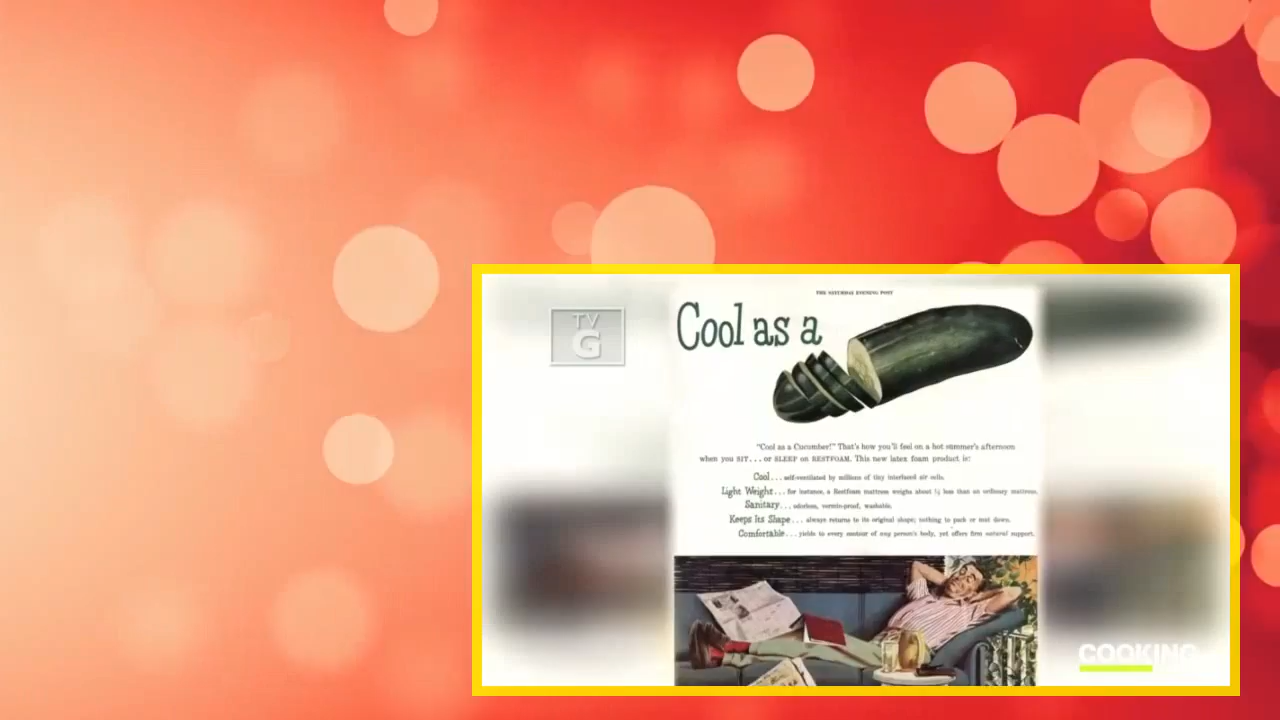 THE SATURDAY EVENING POST
TV
G
Cool as a
"Cool as a Cucumber!" That's how you'll feel on a hot summer's afternoon
when you SIT... or SLEEP on RESTFOAM. This new latex foam product is:
Cool... self-ventilated by millions of tiny interlaced air cells.
Light Weight... for instance, a Restfoam mattress weighs about ⅓ less than an ordinary mattress.
Sanitary... odorless, vermin-proof, washable.
Keeps Its Shape... always returns to its original shape; nothing to pack or mat down.
Comfortable... yields to every contour of any person's body, yet offers firm natural support.
COOKING